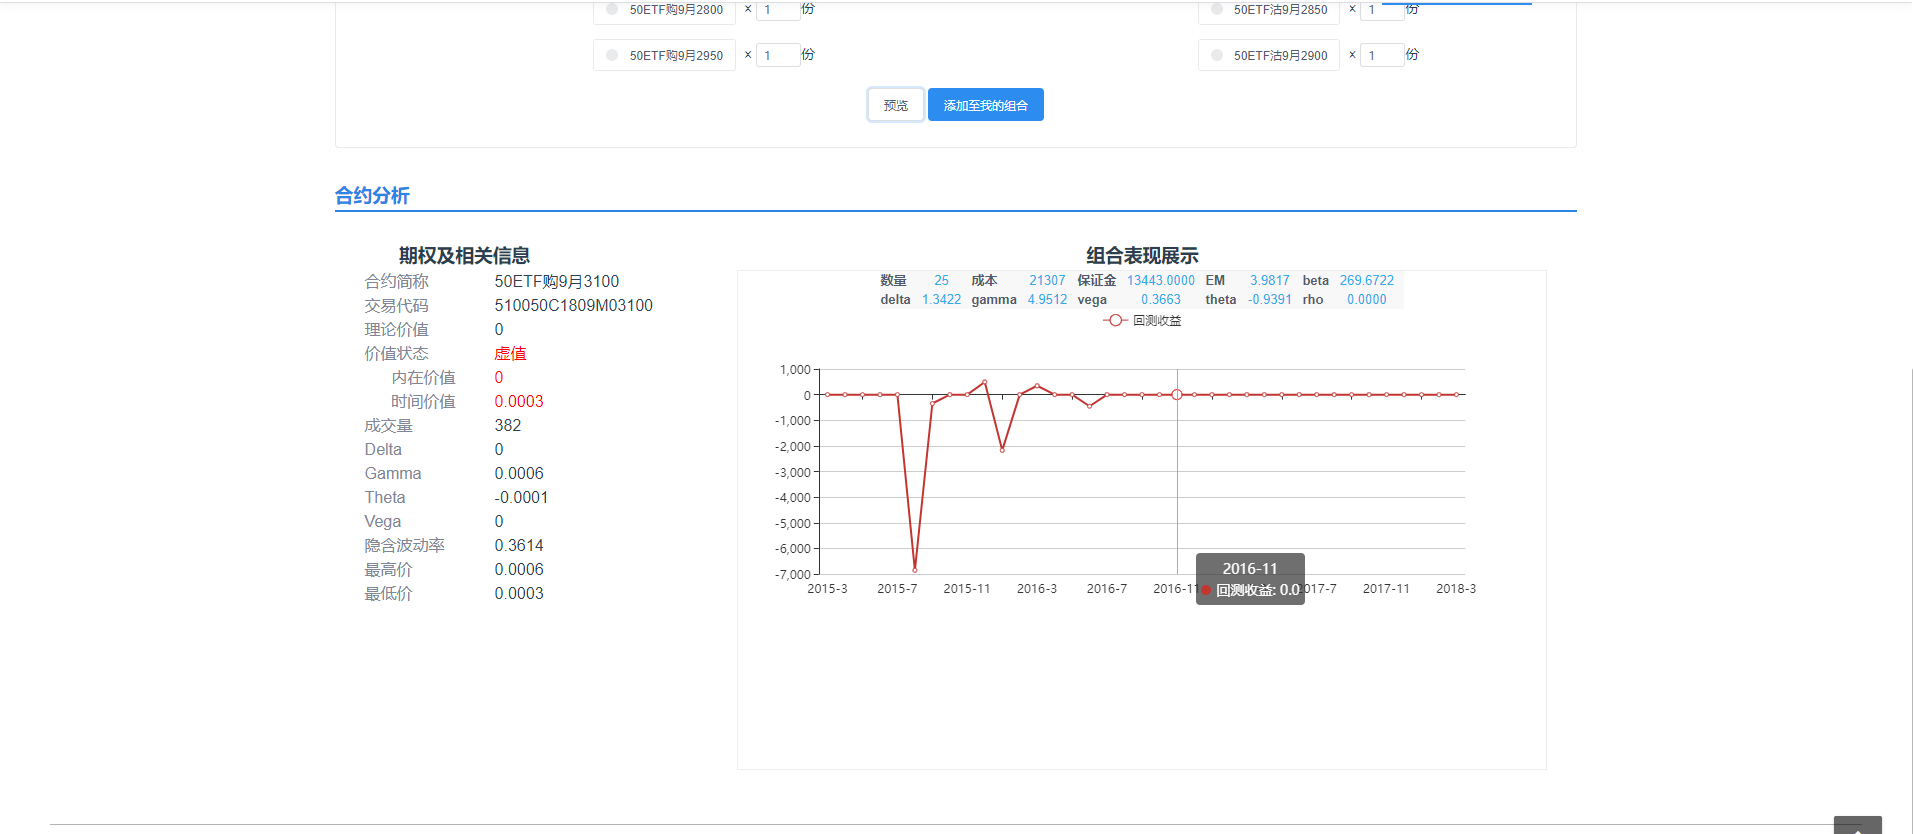 50ETF购9月2800 × 1 份 50ETF沽9月2850 × 1 份
50ETF购9月2950 × 1 份 50ETF沽9月2900 × 1 份
预览 添加至我的组合
合约分析
期权及相关信息
合约简称 50ETF购9月3100
交易代码 510050C1809M03100
理论价值 0
价值状态 虚值
内在价值 0
时间价值 0.0003
成交量 382
Delta 0
Gamma 0.0006
Theta -0.0001
Vega 0
隐含波动率 0.3614
最高价 0.0006
最低价 0.0003
组合表现展示
数量 25 成本 21307 保证金 13443.0000 EM 3.9817 beta 269.6722
delta 1.3422 gamma 4.9512 vega 0.3663 theta -0.9391 rho 0.0000
回测收益
1,000
0
-1,000
-2,000
-3,000
-4,000
-5,000
-6,000
-7,000
2015-3 2015-7 2015-11 2016-3 2016-7 2016-11 2017-7 2017-11 2018-3
2016-11
回测收益: 0.0